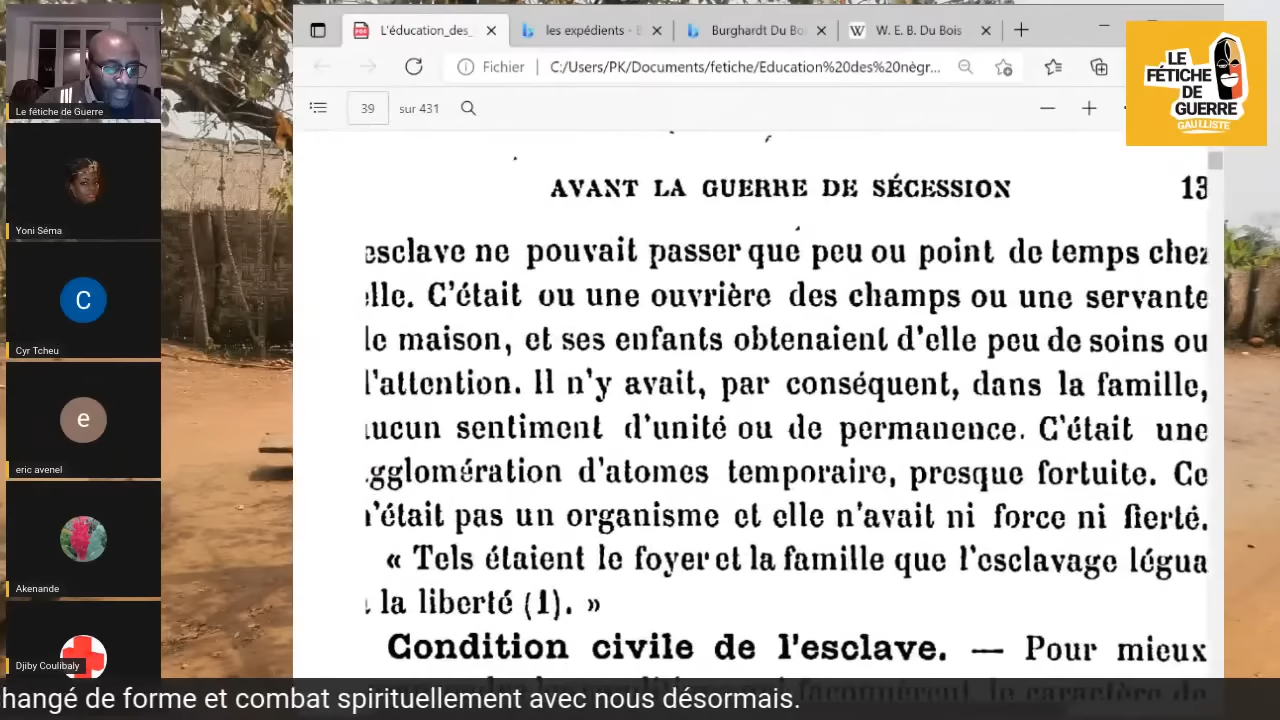 L'éducation_des_
les expédients - B
Burghardt Du Bo
W. E. B. Du Bois
Fichier
C:/Users/PK/Documents/fetiche/Education%20des%20nègr...
39 sur 431
LE
FÉTICHE
DE
GUERRE
GAULLISTE
Le fétiche de Guerre
Yoni Séma
C
Cyr Tcheu
e
eric avenel
Akenande
Djiby Coulibaly
AVANT LA GUERRE DE SÉCESSION 13
esclave ne pouvait passer que peu ou point de temps chez
elle. C'était ou une ouvrière des champs ou une servante
de maison, et ses enfants obtenaient d'elle peu de soins ou
d'attention. Il n'y avait, par conséquent, dans la famille,
aucun sentiment d'unité ou de permanence. C'était une
agglomération d'atomes temporaire, presque fortuite. Ce
n'était pas un organisme et elle n'avait ni force ni fierté.
« Tels étaient le foyer et la famille que l'esclavage légua
à la liberté (1). »
Condition civile de l'esclave. — Pour mieux
hangé de forme et combat spirituellement avec nous désormais.